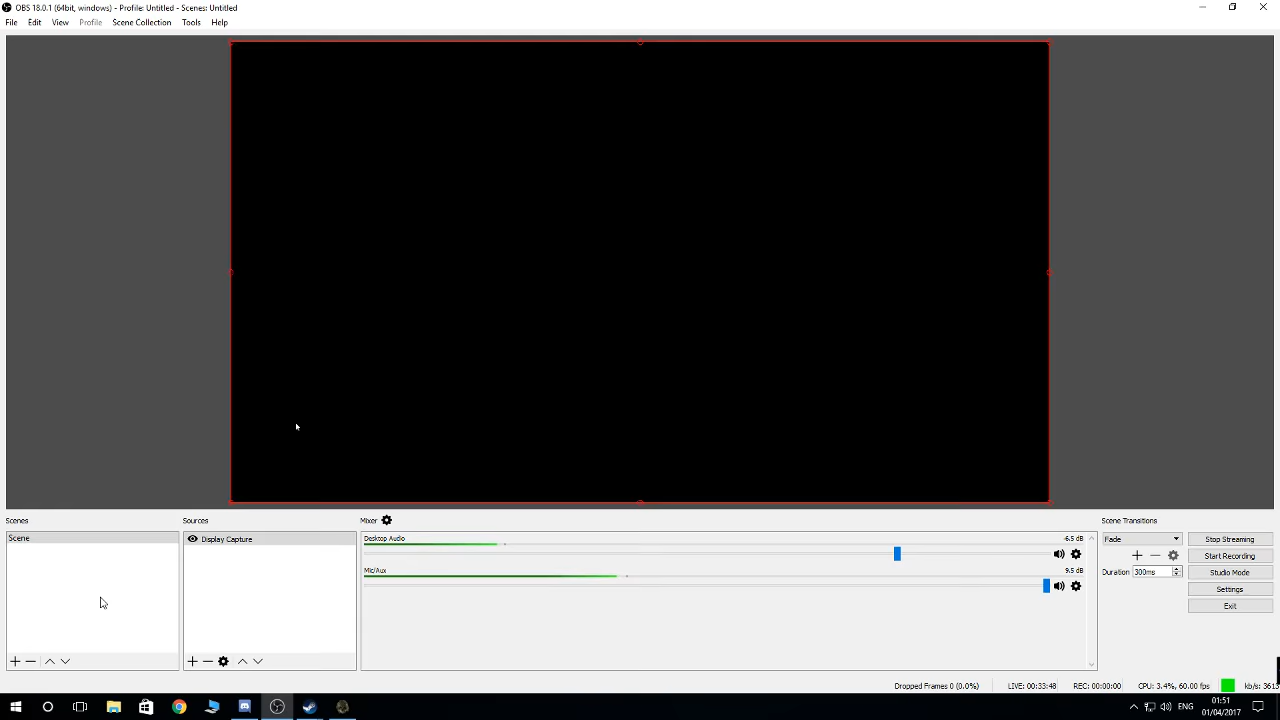 OBS 18.0.1 (64bit, windows) - Profile: Untitled - Scenes: Untitled
File Edit View Profile Scene Collection Tools Help
Scenes Sources Mixer Scene Transitions
Scene Display Capture Desktop Audio -6.5 dB Fade Stop Streaming
Start Recording
Mic/Aux 9.5 dB Duration 300ms Studio Mode
Settings
Exit
Dropped Frames 0 (0.0%) LIVE: 00:33:48 REC: 00:00:00 CPU: 3.4%, 60.00 fps kb/s: 3613
ENG 01:51
01/04/2017